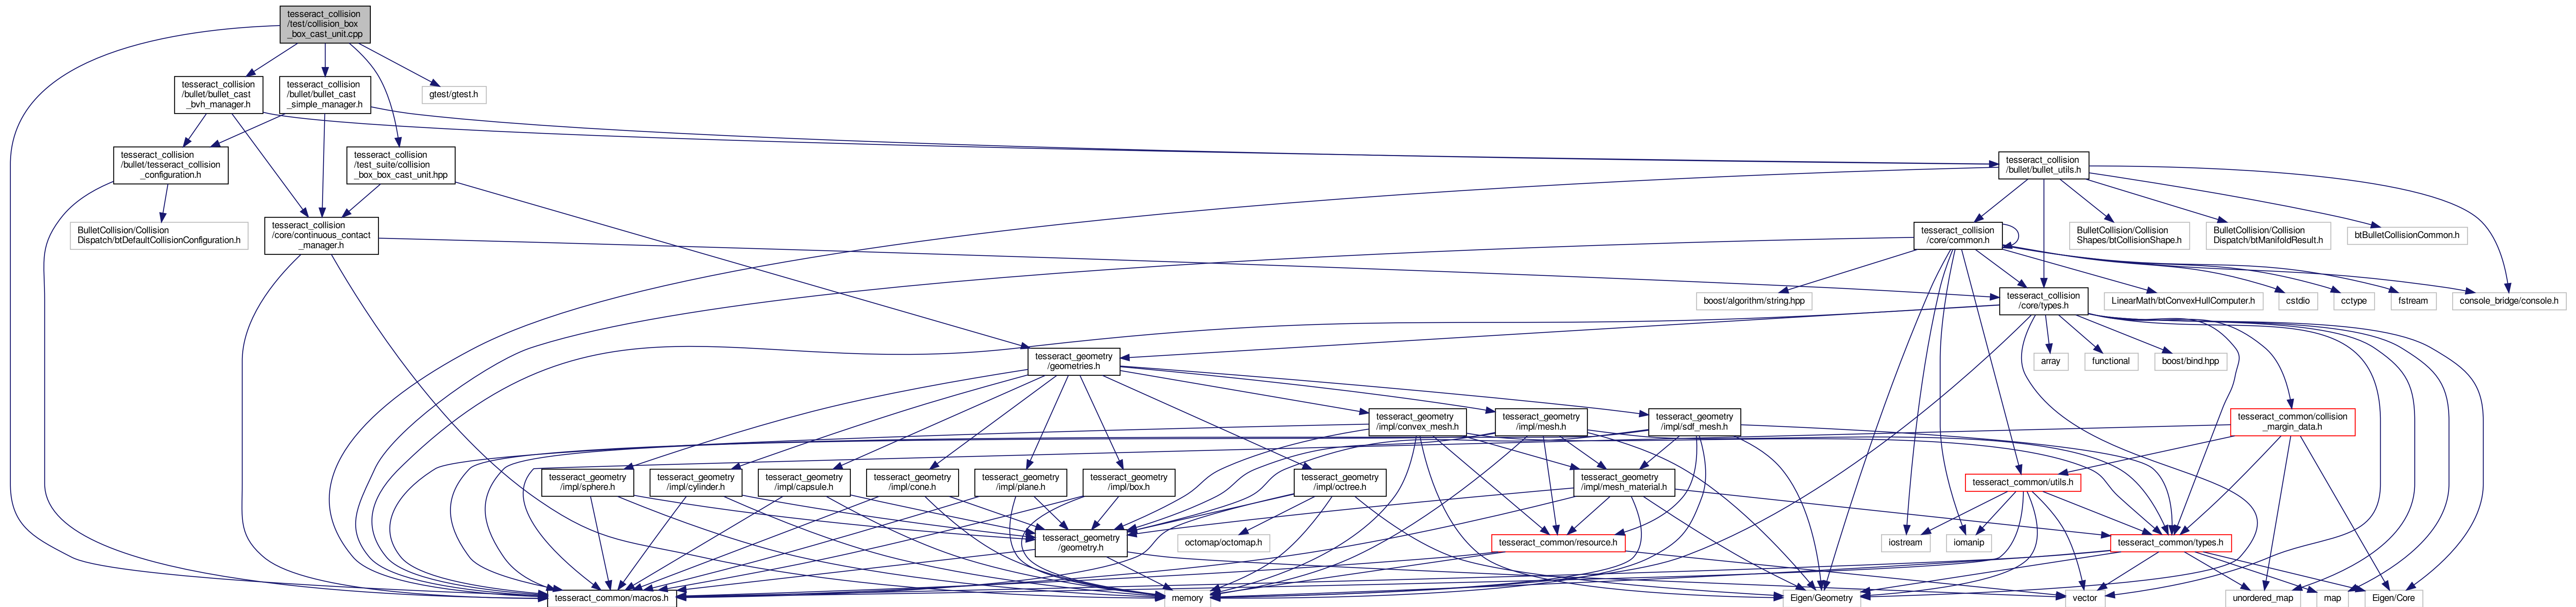 tesseract_collision
/test/collision_box
_box_cast_unit.cpp
tesseract_collision
/bullet/bullet_cast
_bvh_manager.h
tesseract_collision
/bullet/bullet_cast
_simple_manager.h
gtest/gtest.h
tesseract_collision
/bullet/tesseract_collision
_configuration.h
tesseract_collision
/test_suite/collision
_box_box_cast_unit.hpp
tesseract_collision
/bullet/bullet_utils.h
BulletCollision/Collision
Dispatch/btDefaultCollisionConfiguration.h
tesseract_collision
/core/continuous_contact
_manager.h
tesseract_collision
/core/common.h
BulletCollision/Collision
Shapes/btCollisionShape.h
BulletCollision/Collision
Dispatch/btManifoldResult.h
btBulletCollisionCommon.h
boost/algorithm/string.hpp
tesseract_collision
/core/types.h
LinearMath/btConvexHullComputer.h
cstdio
cctype
fstream
console_bridge/console.h
tesseract_geometry
/geometries.h
array
functional
boost/bind.hpp
tesseract_geometry
/impl/convex_mesh.h
tesseract_geometry
/impl/mesh.h
tesseract_geometry
/impl/sdf_mesh.h
tesseract_common/collision
_margin_data.h
tesseract_geometry
/impl/sphere.h
tesseract_geometry
/impl/cylinder.h
tesseract_geometry
/impl/capsule.h
tesseract_geometry
/impl/cone.h
tesseract_geometry
/impl/plane.h
tesseract_geometry
/impl/box.h
tesseract_geometry
/impl/octree.h
tesseract_geometry
/impl/mesh_material.h
tesseract_common/utils.h
tesseract_geometry
/geometry.h
octomap/octomap.h
tesseract_common/resource.h
iostream
iomanip
tesseract_common/types.h
tesseract_common/macros.h
memory
Eigen/Geometry
vector
unordered_map
map
Eigen/Core